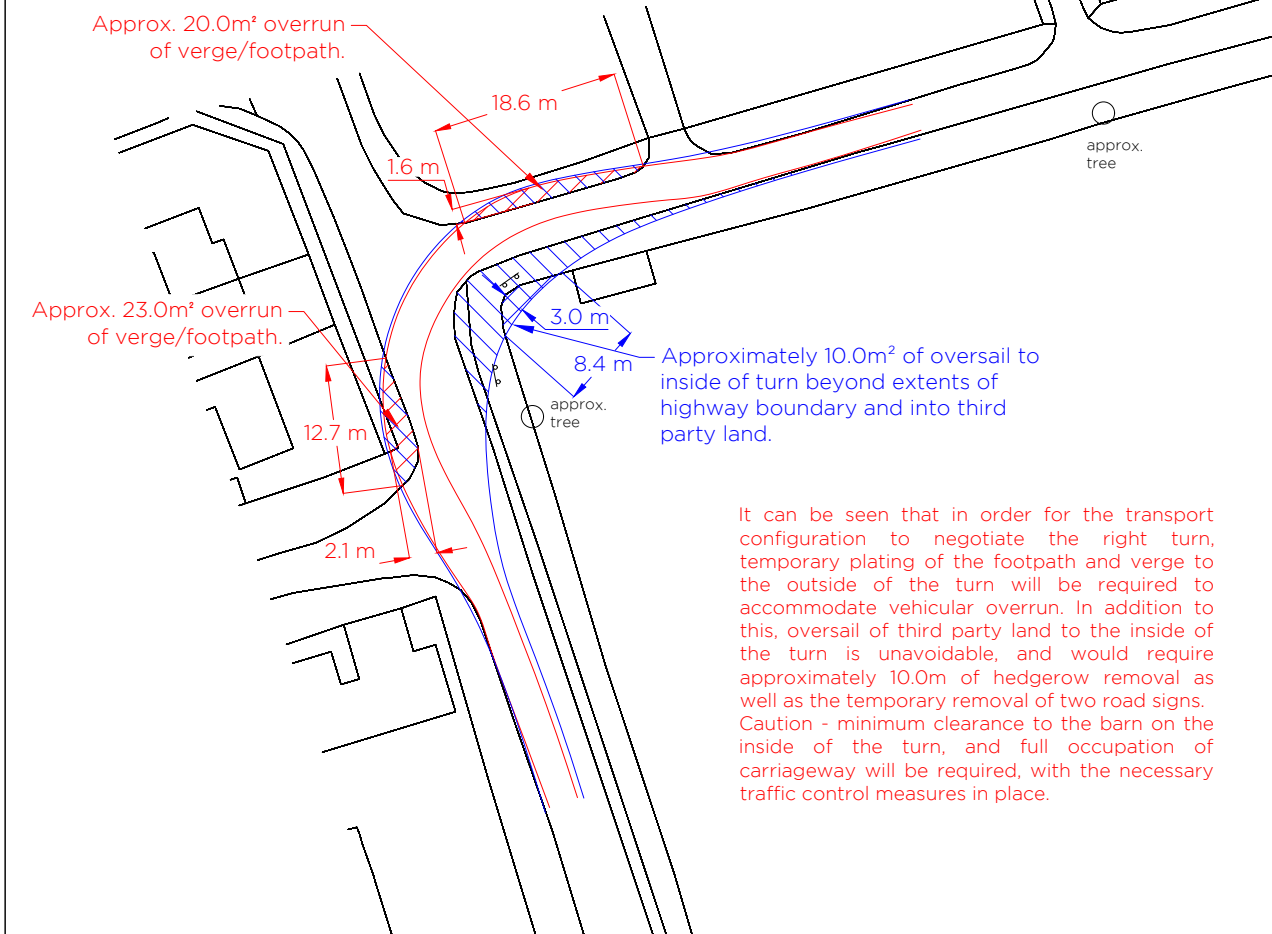 Approx. 20.0m² overrun
of verge/footpath.
18.6 m
1.6 m
approx.
tree
Approx. 23.0m² overrun
of verge/footpath.
3.0 m
8.4 m
Approximately 10.0m² of oversail to
inside of turn beyond extents of
highway boundary and into third
party land.
approx.
tree
12.7 m
2.1 m
It can be seen that in order for the transport
configuration to negotiate the right turn,
temporary plating of the footpath and verge to
the outside of the turn will be required to
accommodate vehicular overrun. In addition to
this, oversail of third party land to the inside of
the turn is unavoidable, and would require
approximately 10.0m of hedgerow removal as
well as the temporary removal of two road signs.
Caution - minimum clearance to the barn on the
inside of the turn, and full occupation of
carriageway will be required, with the necessary
traffic control measures in place.